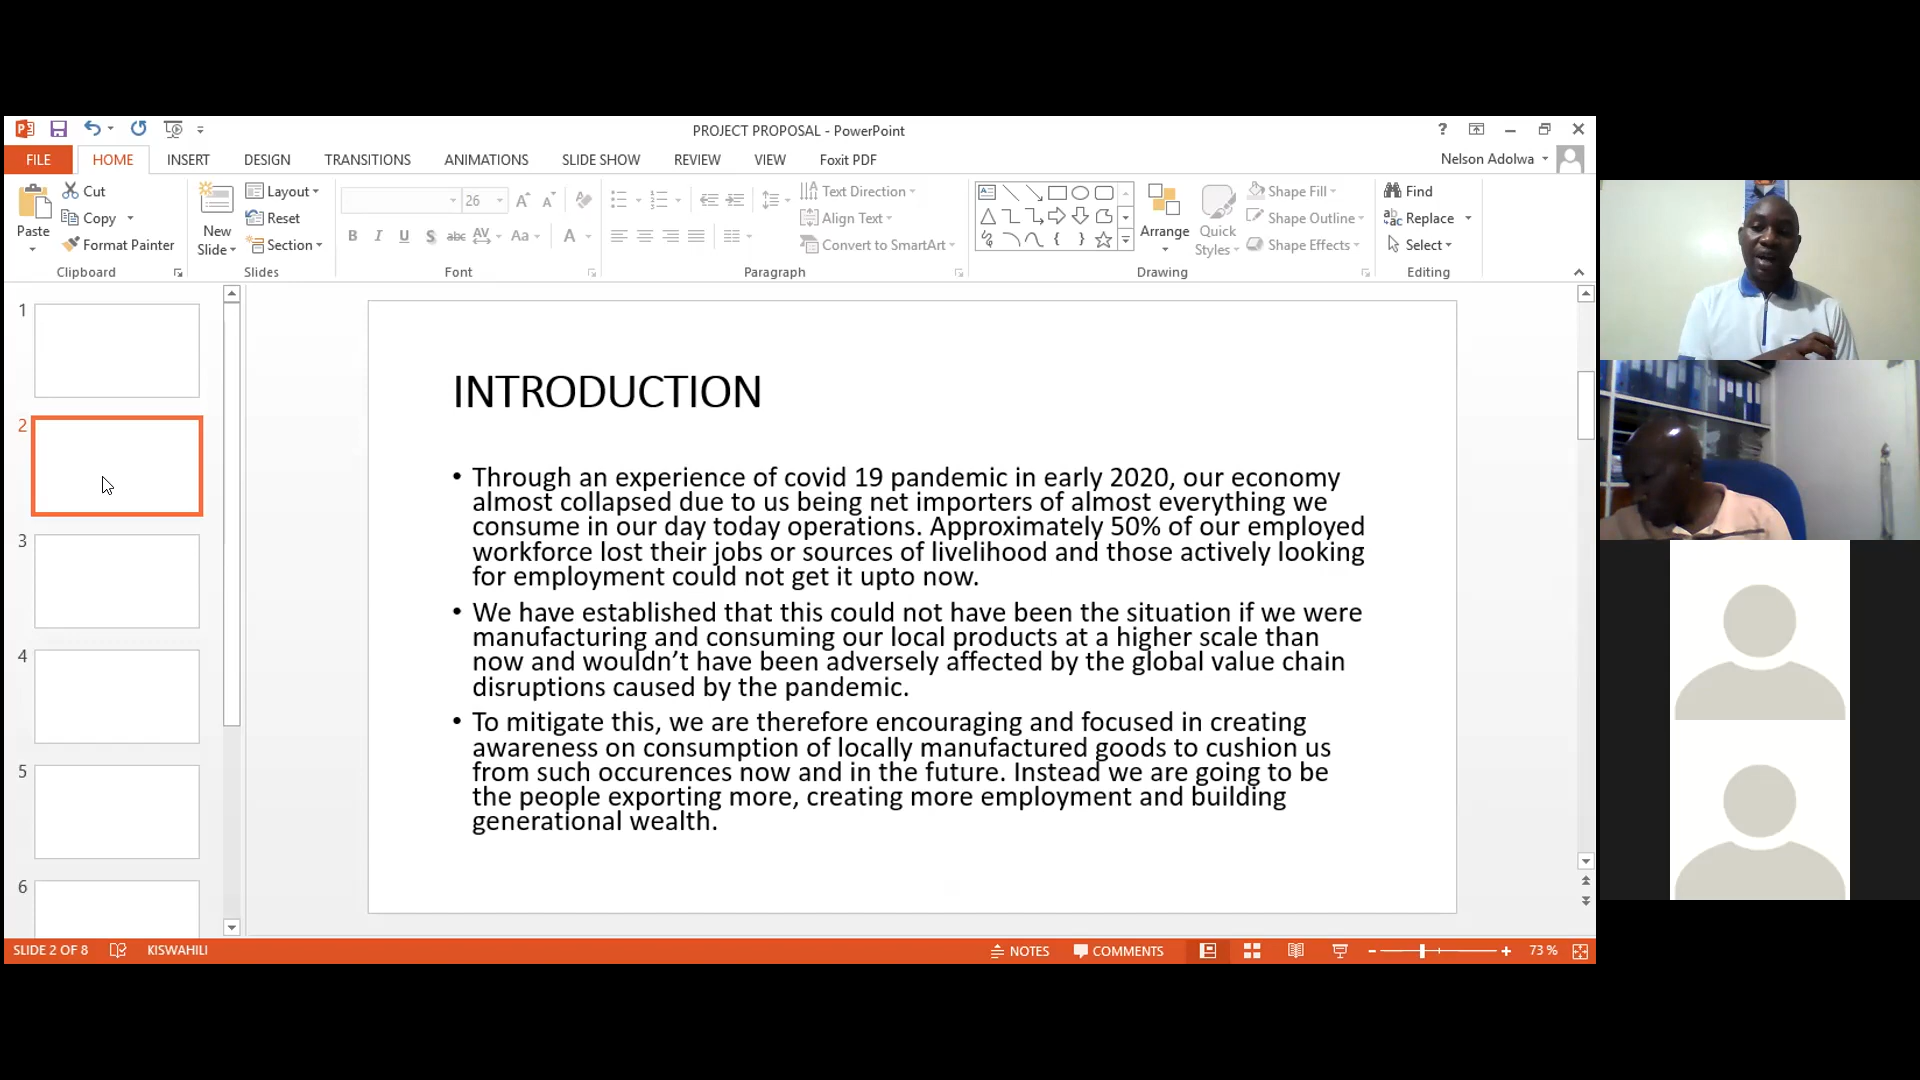 PROJECT PROPOSAL - PowerPoint
?
FILE HOME INSERT DESIGN TRANSITIONS ANIMATIONS SLIDE SHOW REVIEW VIEW Foxit PDF Nelson Adolwa
Paste Cut Copy Format Painter Clipboard
New Slide Layout Reset Section Slides
26
B I U S abc AV Aa A Font
Text Direction Align Text Convert to SmartArt Paragraph
Arrange Quick Styles Shape Fill Shape Outline Shape Effects Drawing
Find Replace Select Editing
1
2
3
4
5
6
INTRODUCTION
• Through an experience of covid 19 pandemic in early 2020, our economy
almost collapsed due to us being net importers of almost everything we
consume in our day today operations. Approximately 50% of our employed
workforce lost their jobs or sources of livelihood and those actively looking
for employment could not get it upto now.
• We have established that this could not have been the situation if we were
manufacturing and consuming our local products at a higher scale than
now and wouldn’t have been adversely affected by the global value chain
disruptions caused by the pandemic.
• To mitigate this, we are therefore encouraging and focused in creating
awareness on consumption of locally manufactured goods to cushion us
from such occurences now and in the future. Instead we are going to be
the people exporting more, creating more employment and building
generational wealth.
SLIDE 2 OF 8 KISWAHILI NOTES COMMENTS 73 %